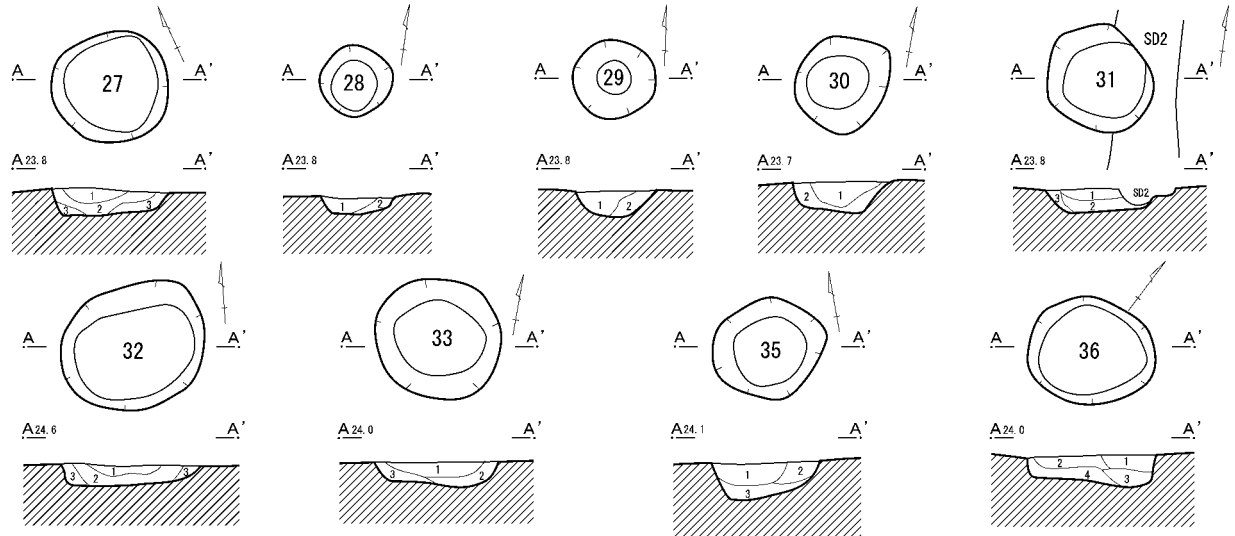 27 A A'
28 A A'
29 A A'
30 A A'
31 A A' SD2
A 23.8 A'
1 2 3 3
A 23.8 A'
1 2
A 23.8 A'
1 2
A 23.7 A'
1 2
A 23.8 A'
1 2 3 SD2
32 A A'
33 A A'
35 A A'
36 A A'
A 24.6 A'
3 2 1 3
A 24.0 A'
3 1 2
A 24.1 A'
1 2 3
A 24.0 A'
2 1 4 3